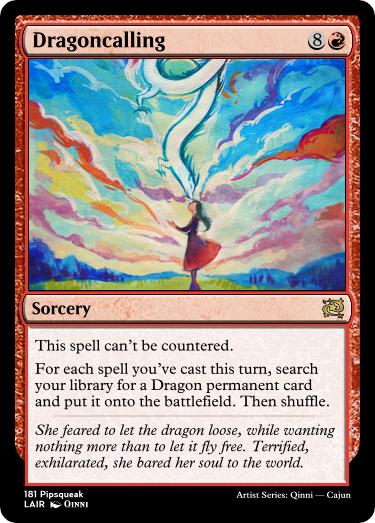 Dragoncalling 8
Sorcery
This spell can't be countered.
For each spell you've cast this turn, search
your library for a Dragon permanent card
and put it onto the battlefield. Then shuffle.
She feared to let the dragon loose, while wanting
nothing more than to let it fly free. Terrified,
exhilarated, she bared her soul to the world.
181 Pipsqueak
LAIR Qinni
Artist Series: Qinni — Cajun